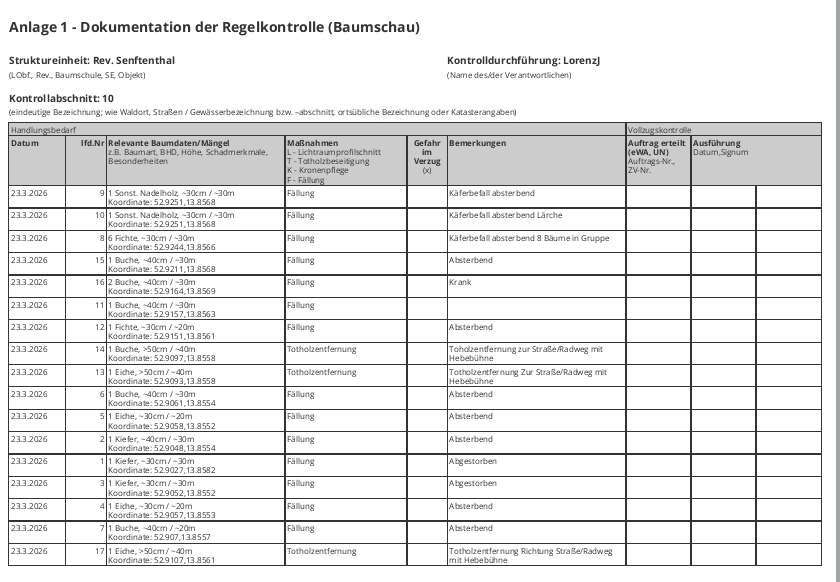 Anlage 1 - Dokumentation der Regelkontrolle (Baumschau)
Struktureinheit: Rev. Senftenthal
Kontrolldurchführung: LorenzJ
(LObf., Rev., Baumschule, SE, Objekt)
(Name des/der Verantwortlichen)
Kontrollabschnitt: 10
(eindeutige Bezeichnung; wie Waldort, Straßen / Gewässerbezeichnung bzw. –abschnitt, ortsübliche Bezeichnung oder Katasterangaben)
Handlungsbedarf Vollzugskontrolle
Datum lfd.Nr Relevante Baumdaten/Mängel Maßnahmen Gefahr Bemerkungen Auftrag erteilt Ausführung
z.B. Baumart, BHD, Höhe, Schadmerkmale, L - Lichtraumprofilschnitt im (eWA, UN) Datum,Signum
Besonderheiten T - Totholzbeseitigung Verzug Auftrags-Nr.,
K - Kronenpflege (x) ZV-Nr.
F - Fällung
23.3.2026 9 1 Sonst. Nadelholz, ~30cm / ~30m Fällung Käferbefall absterbend
Koordinate: 52.9251,13.8568
23.3.2026 10 1 Sonst. Nadelholz, ~30cm / ~30m Fällung Käferbefall absterbend Lärche
Koordinate: 52.9251,13.8568
23.3.2026 8 6 Fichte, ~30cm / ~30m Fällung Käferbefall absterbend 8 Bäume in Gruppe
Koordinate: 52.9244,13.8566
23.3.2026 15 1 Buche, ~40cm / ~30m Fällung Absterbend
Koordinate: 52.9211,13.8568
23.3.2026 16 2 Buche, ~40cm / ~30m Fällung Krank
Koordinate: 52.9164,13.8569
23.3.2026 11 1 Buche, ~40cm / ~30m Fällung
Koordinate: 52.9157,13.8563
23.3.2026 12 1 Fichte, ~30cm / ~20m Fällung Absterbend
Koordinate: 52.9151,13.8561
23.3.2026 14 1 Buche, >50cm / ~40m Totholzentfernung Toholzentfernung zur Straße/Radweg mit
Koordinate: 52.9097,13.8558 Hebebühne
23.3.2026 13 1 Eiche, >50cm / ~40m Totholzentfernung Totholzentfernung Zur Straße/Radweg mit
Koordinate: 52.9093,13.8558 Hebebühne
23.3.2026 6 1 Buche, ~40cm / ~30m Fällung Absterbend
Koordinate: 52.9061,13.8554
23.3.2026 5 1 Eiche, ~30cm / ~20m Fällung Absterbend
Koordinate: 52.9058,13.8552
23.3.2026 2 1 Kiefer, ~40cm / ~30m Fällung Absterbend
Koordinate: 52.9048,13.8554
23.3.2026 1 1 Kiefer, ~30cm / ~30m Fällung Abgestorben
Koordinate: 52.9027,13.8582
23.3.2026 3 1 Kiefer, ~30cm / ~30m Fällung Abgestorben
Koordinate: 52.9052,13.8552
23.3.2026 4 1 Eiche, ~30cm / ~20m Fällung Absterbend
Koordinate: 52.9057,13.8553
23.3.2026 7 1 Buche, ~40cm / ~20m Fällung Absterbend
Koordinate: 52.907,13.8557
23.3.2026 17 1 Eiche, >50cm / ~40m Totholzentfernung Totholzentfernung Richtung Straße/Radweg
Koordinate: 52.9107,13.8561 mit Hebebühne